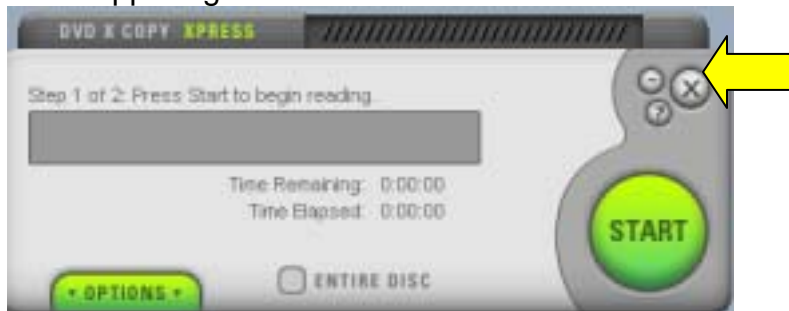 DVD X COPY XPRESS
Step 1 of 2: Press Start to begin reading.
Time Remaining: 0:00:00
Time Elapsed: 0:00:00
START
ENTIRE DISC
OPTIONS